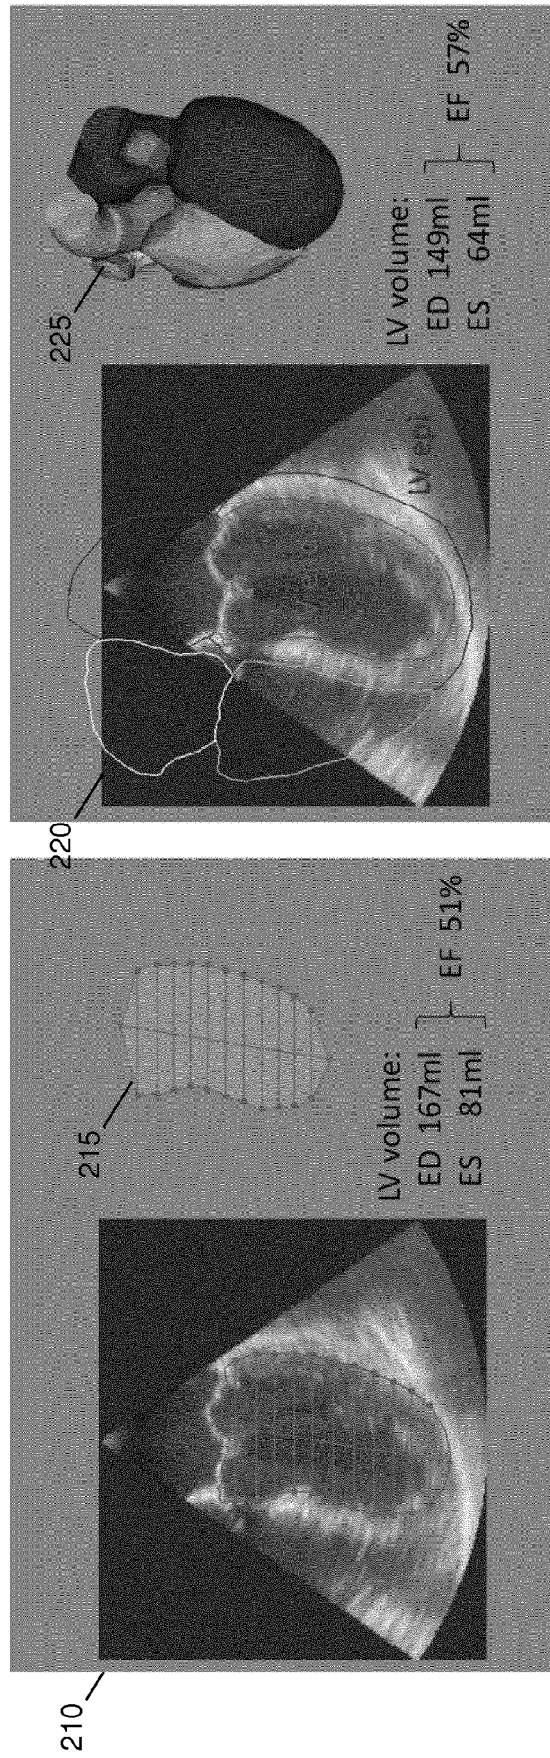 210
215
LV volume:
ED 167ml
ES 81ml
EF 51%
220
225
LV epi
LV volume:
ED 149ml
ES 64ml
EF 57%